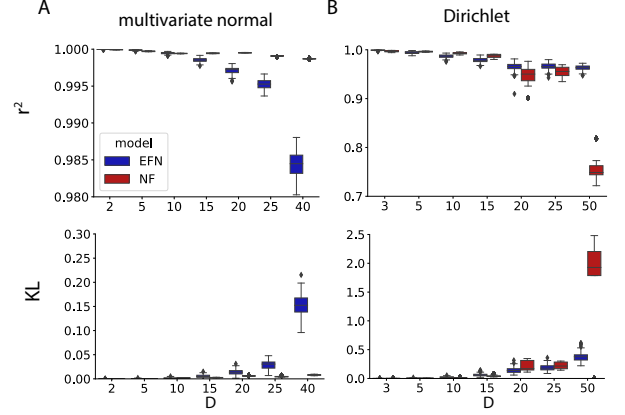 A
multivariate normal
B
Dirichlet
1.000
0.995
0.990
0.985
0.980
r²
model
EFN
NF
2 5 10 15 20 25 40
1.0
0.9
0.8
0.7
3 5 10 15 20 25 50
0.30
0.25
0.20
0.15
0.10
0.05
0.00
KL
2 5 10 15 20 25 40
D
2.5
2.0
1.5
1.0
0.5
0.0
3 5 10 15 20 25 50
D